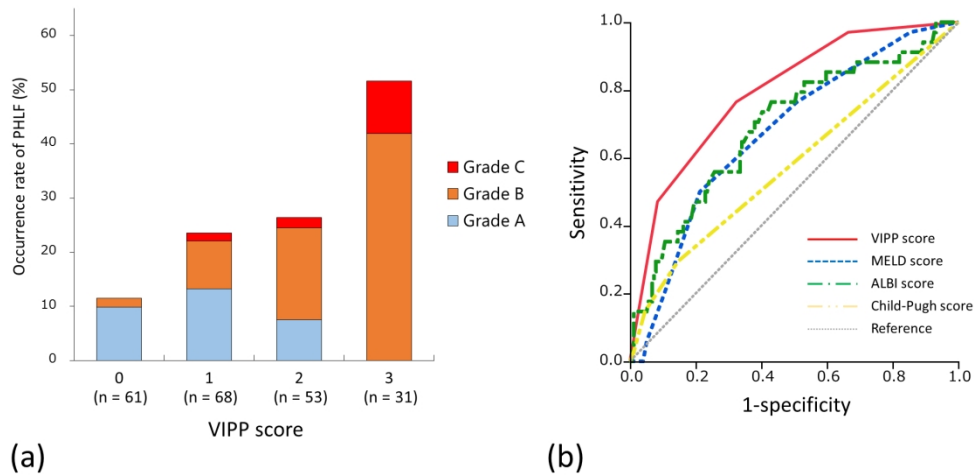 60
50
40
30
20
10
0
Occurrence rate of PHLF (%)
0
(n = 61)
1
(n = 68)
2
(n = 53)
3
(n = 31)
VIPP score
Grade C
Grade B
Grade A
(a)
1.0
0.8
0.6
0.4
0.2
0.0
Sensitivity
0.0 0.2 0.4 0.6 0.8 1.0
1-specificity
VIPP score
MELD score
ALBI score
Child-Pugh score
Reference
(b)